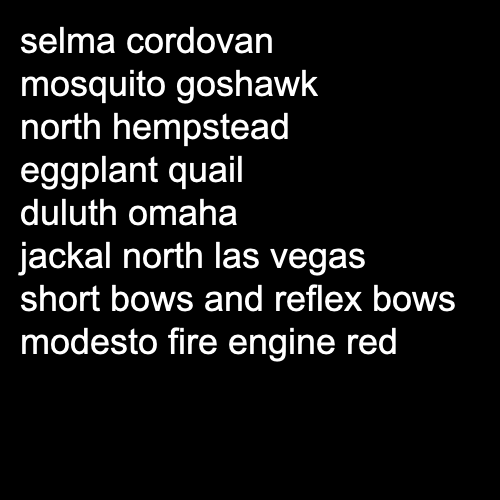 selma cordovan
mosquito goshawk
north hempstead
eggplant quail
duluth omaha
jackal north las vegas
short bows and reflex bows
modesto fire engine red